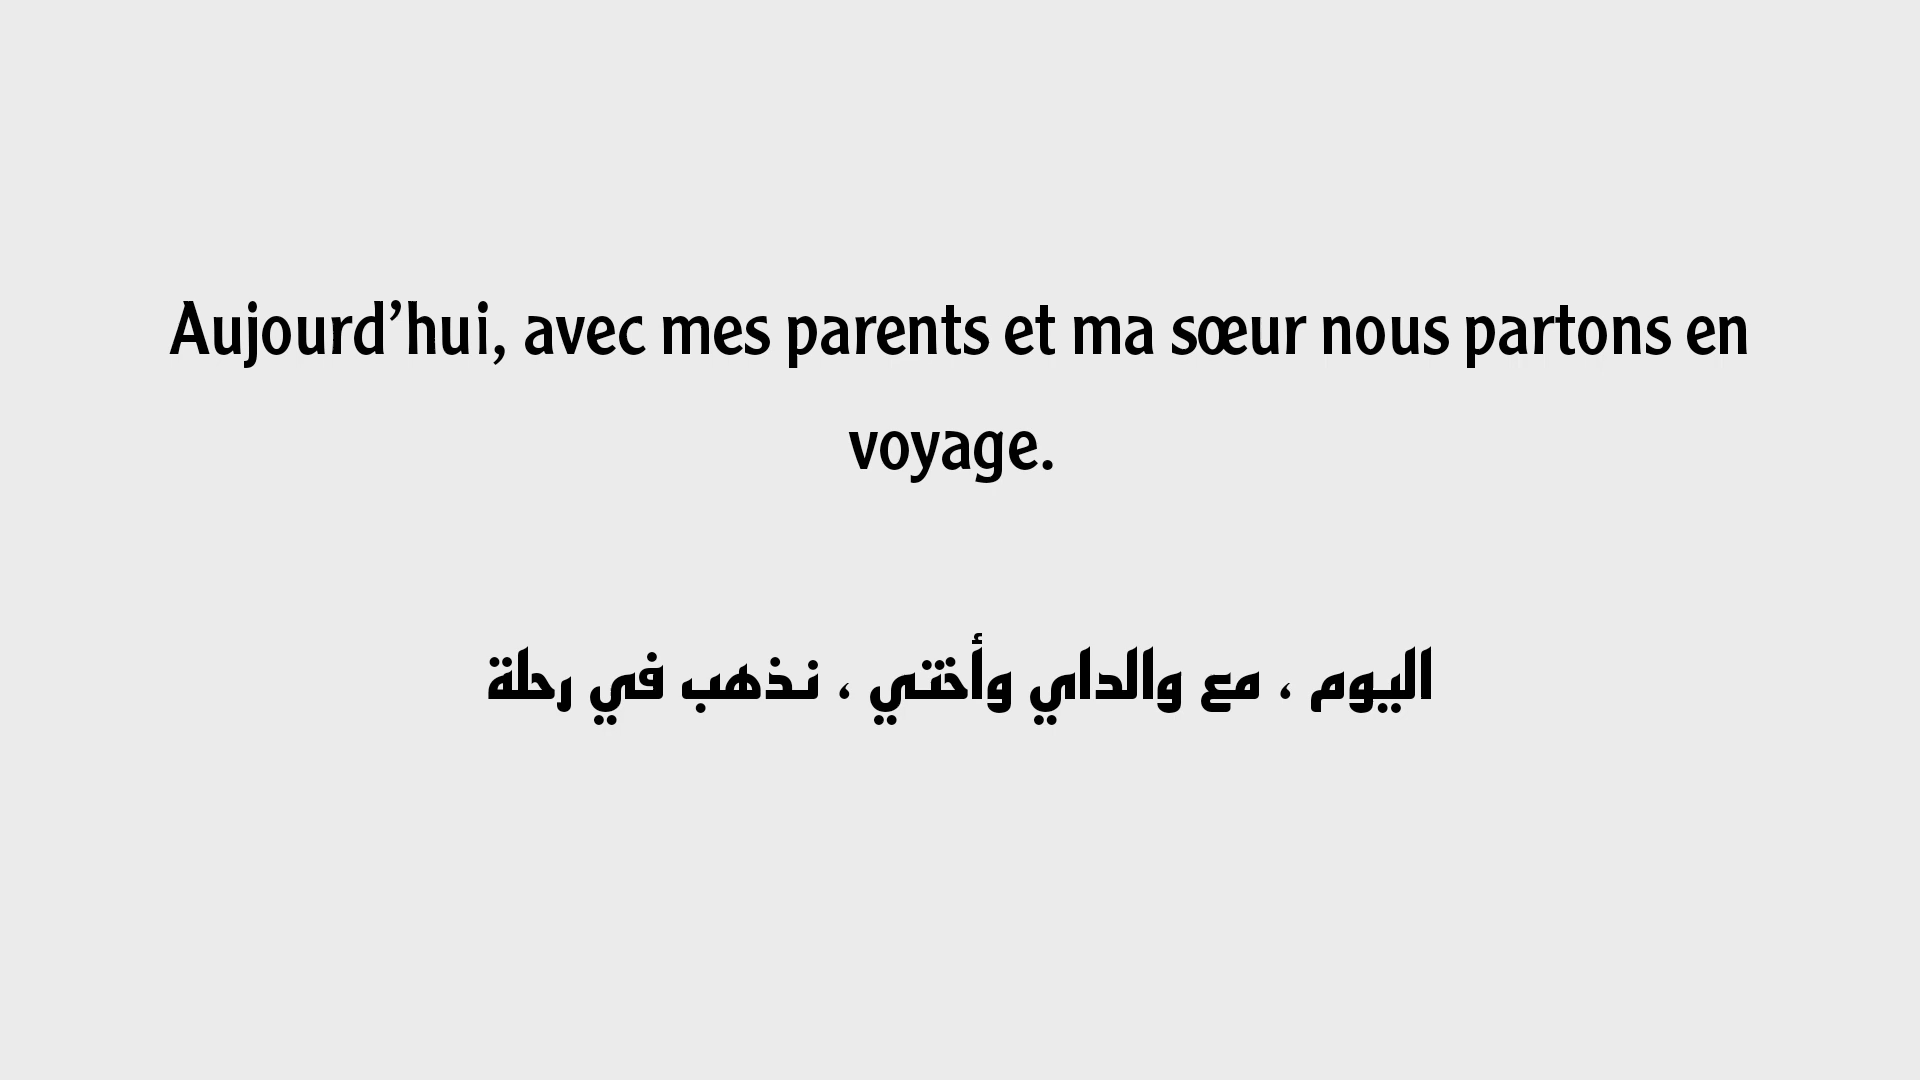 Aujourd’hui, avec mes parents et ma sœur nous partons en
voyage.
اليوم ، مع والداي وأختي ، نذهب في رحلة